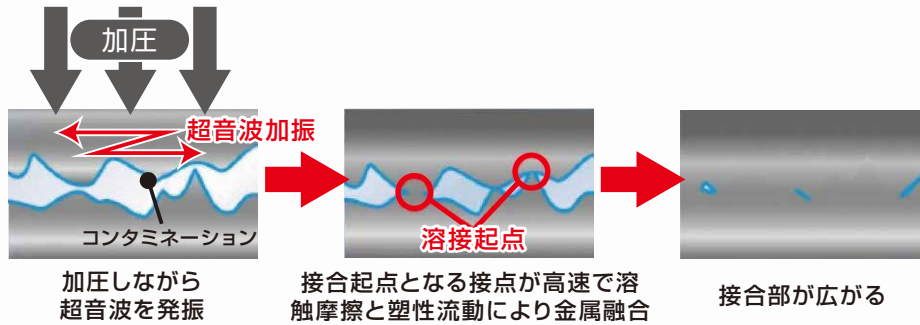 加圧
超音波加振
コンタミネーション
溶接起点
加圧しながら
超音波を発振
接合起点となる接点が高速で溶
触摩擦と塑性流動により金属融合
接合部が広がる